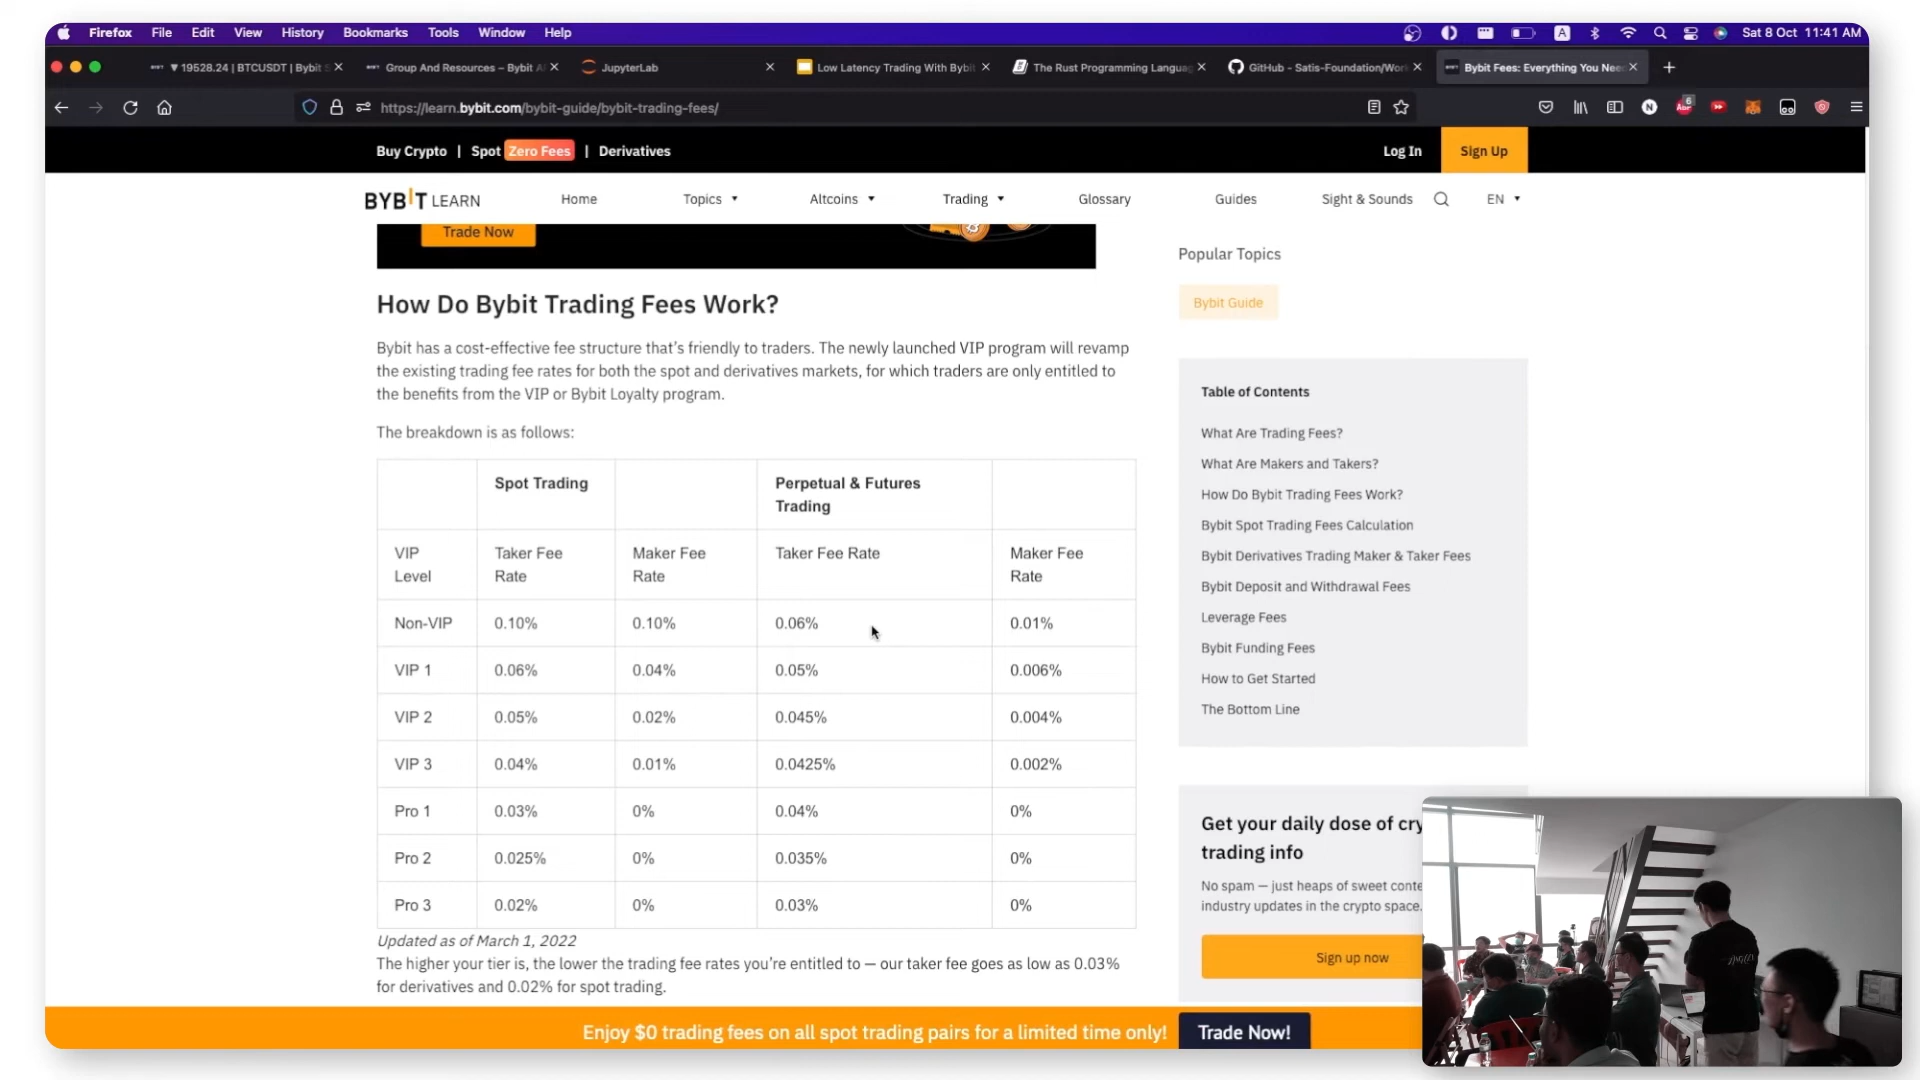 Firefox File Edit View History Bookmarks Tools Window Help
A
Sat 8 Oct 11:41 AM
▼ 19528.24 | BTCUSDT | Bybit S
Group And Resources – Bybit A
JupyterLab
Low Latency Trading With Bybit
The Rust Programming Langua
GitHub - Satis-Foundation/Wor
Bybit Fees: Everything You Nee
https://learn.bybit.com/bybit-guide/bybit-trading-fees/
N
6
Buy Crypto | Spot Zero Fees | Derivatives
Log In
Sign Up
BYBIT LEARN
Home
Topics
Altcoins
Trading
Glossary
Guides
Sight & Sounds
EN
Trade Now
How Do Bybit Trading Fees Work?
Bybit has a cost-effective fee structure that's friendly to traders. The newly launched VIP program will revamp
the existing trading fee rates for both the spot and derivatives markets, for which traders are only entitled to
the benefits from the VIP or Bybit Loyalty program.
The breakdown is as follows:
Spot Trading
Perpetual & Futures
Trading
VIP
Level
Taker Fee
Rate
Maker Fee
Rate
Taker Fee Rate
Maker Fee
Rate
Non-VIP 0.10% 0.10% 0.06% 0.01%
VIP 1 0.06% 0.04% 0.05% 0.006%
VIP 2 0.05% 0.02% 0.045% 0.004%
VIP 3 0.04% 0.01% 0.0425% 0.002%
Pro 1 0.03% 0% 0.04% 0%
Pro 2 0.025% 0% 0.035% 0%
Pro 3 0.02% 0% 0.03% 0%
Updated as of March 1, 2022
The higher your tier is, the lower the trading fee rates you're entitled to — our taker fee goes as low as 0.03%
for derivatives and 0.02% for spot trading.
Popular Topics
Bybit Guide
Table of Contents
What Are Trading Fees?
What Are Makers and Takers?
How Do Bybit Trading Fees Work?
Bybit Spot Trading Fees Calculation
Bybit Derivatives Trading Maker & Taker Fees
Bybit Deposit and Withdrawal Fees
Leverage Fees
Bybit Funding Fees
How to Get Started
The Bottom Line
Get your daily dose of cry
trading info
No spam — just heaps of sweet conte
industry updates in the crypto space.
Sign up now
Enjoy $0 trading fees on all spot trading pairs for a limited time only!
Trade Now!